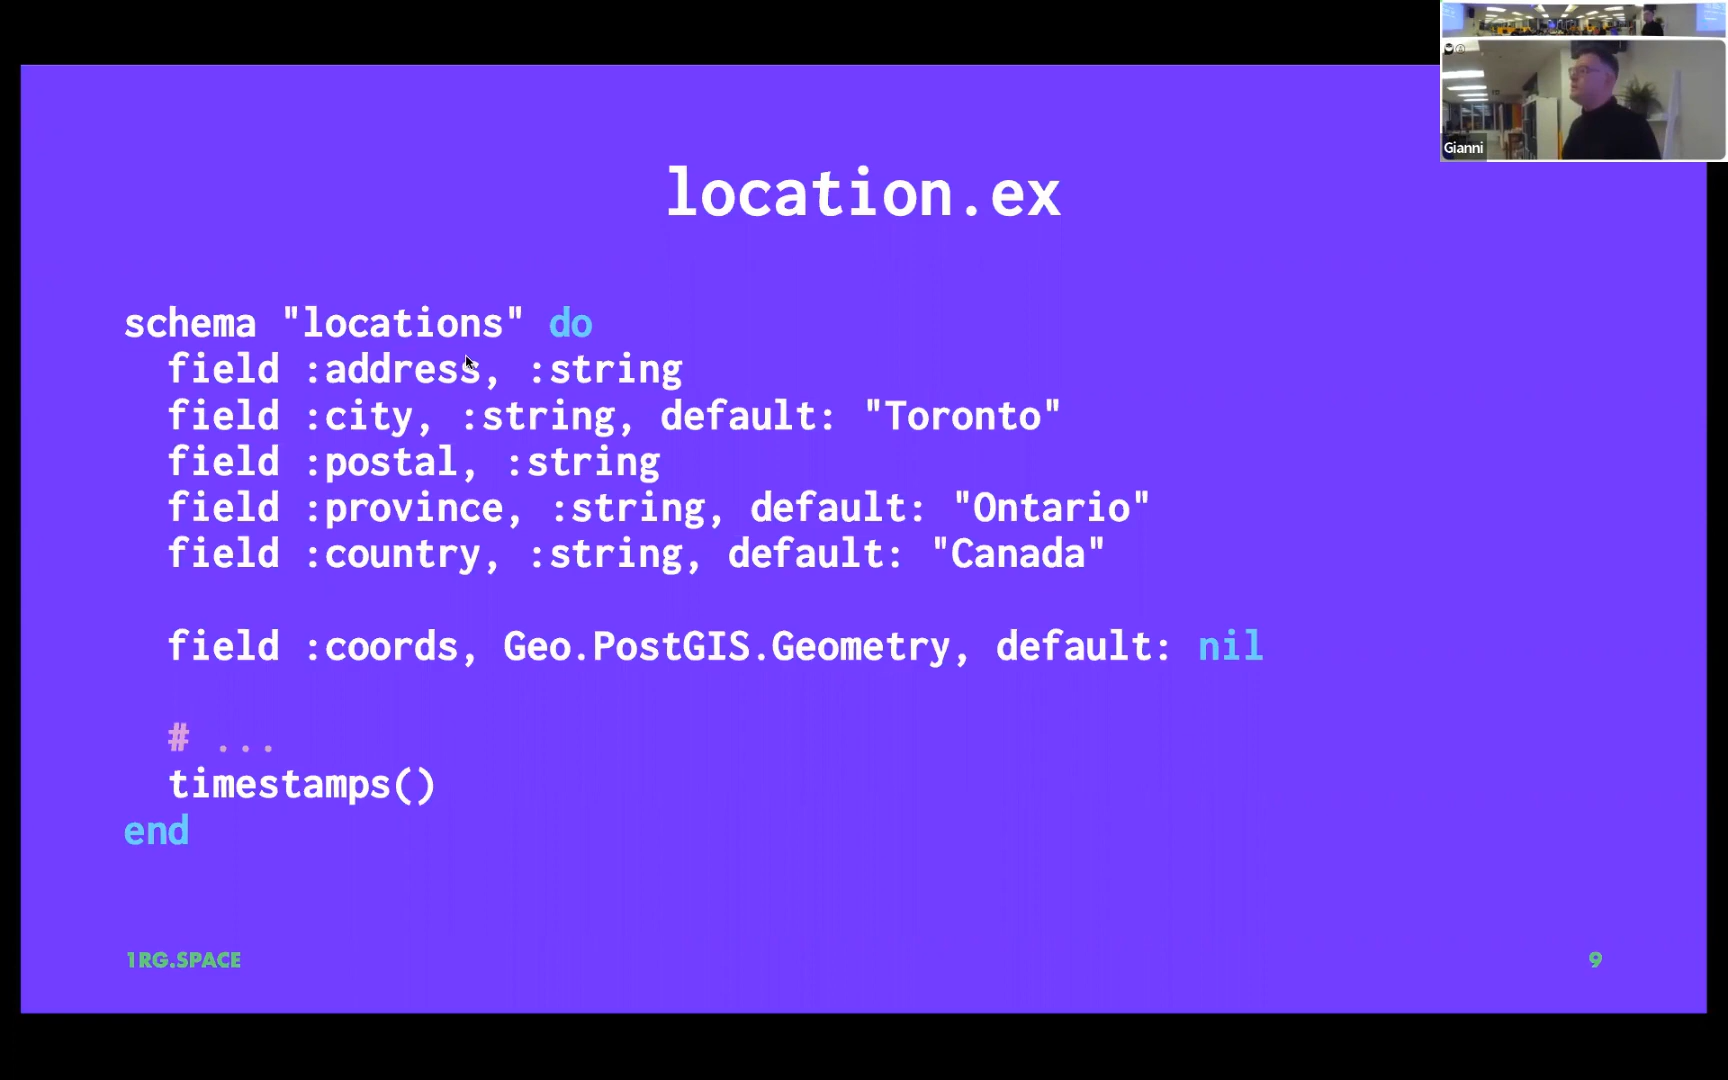 Gianni
location.ex
schema "locations" do
field :address, :string
field :city, :string, default: "Toronto"
field :postal, :string
field :province, :string, default: "Ontario"
field :country, :string, default: "Canada"
field :coords, Geo.PostGIS.Geometry, default: nil
# ...
timestamps()
end
1RG.SPACE
9